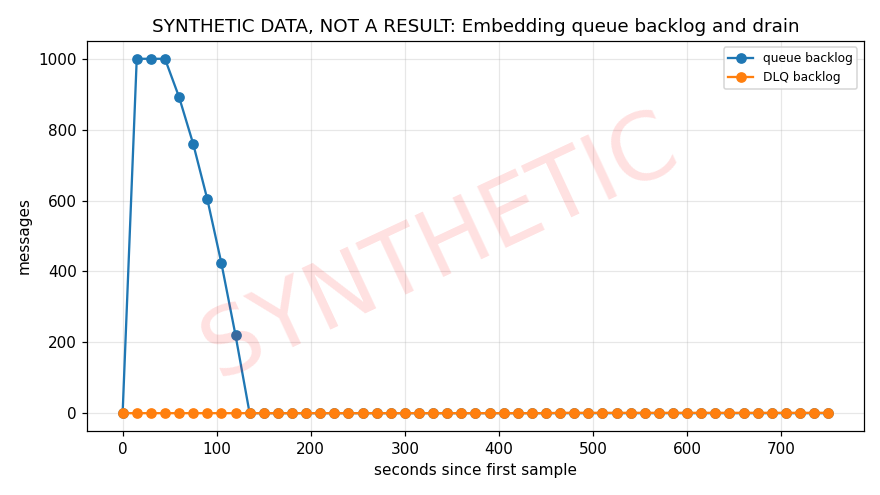 SYNTHETIC DATA, NOT A RESULT: Embedding queue backlog and drain
queue backlog
DLQ backlog
SYNTHETIC
messages
1000
800
600
400
200
0
0 100 200 300 400 500 600 700
seconds since first sample